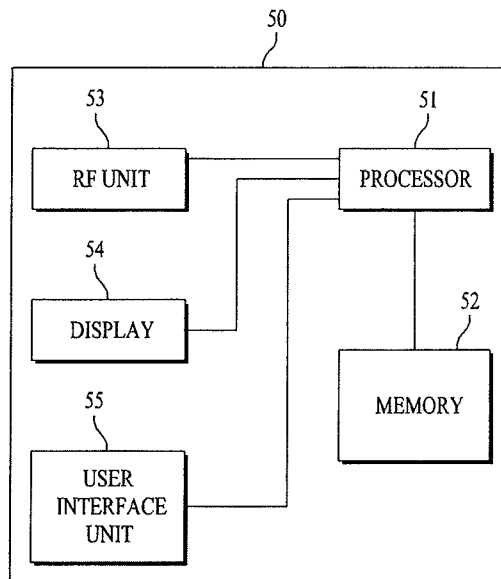 50
53
RF UNIT
51
PROCESSOR
54
DISPLAY
52
MEMORY
55
USER
INTERFACE
UNIT